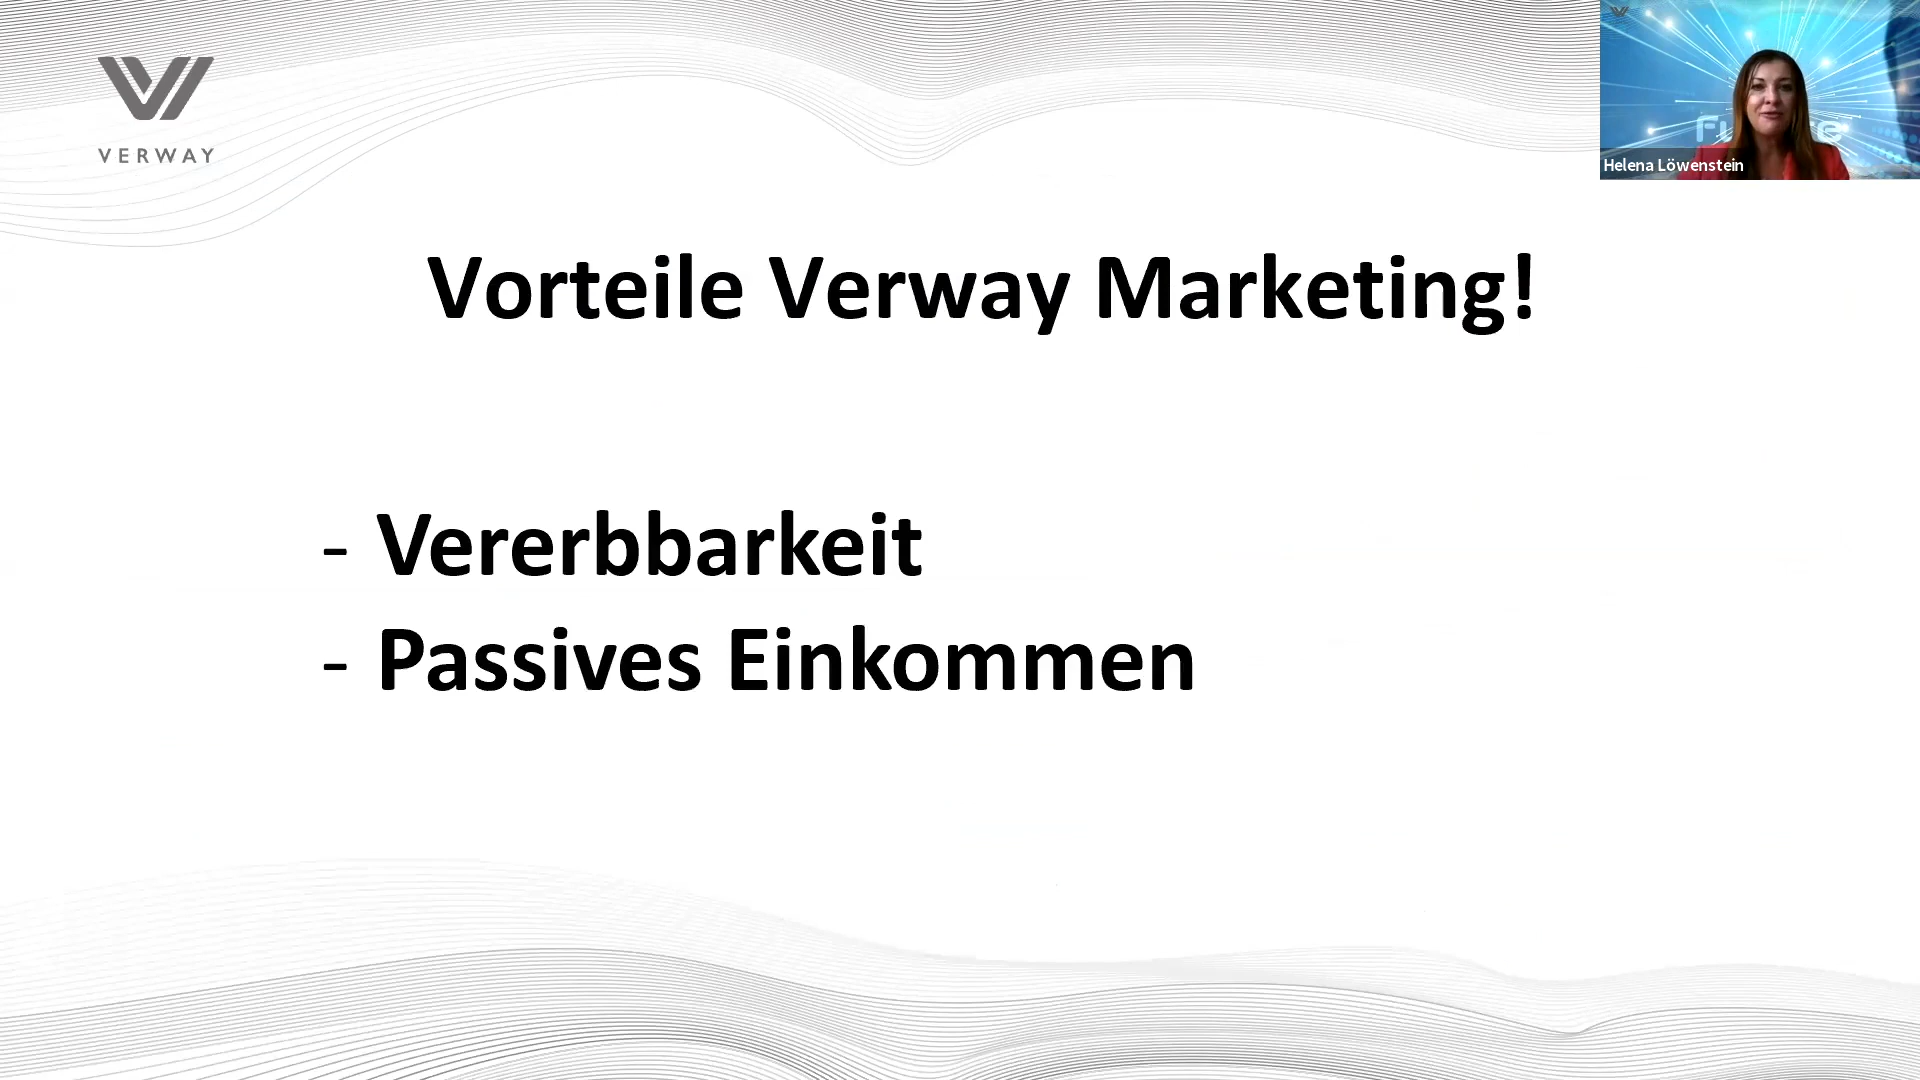 VERWAY
Helena Löwenstein
Vorteile Verway Marketing!
- Vererbbarkeit
- Passives Einkommen